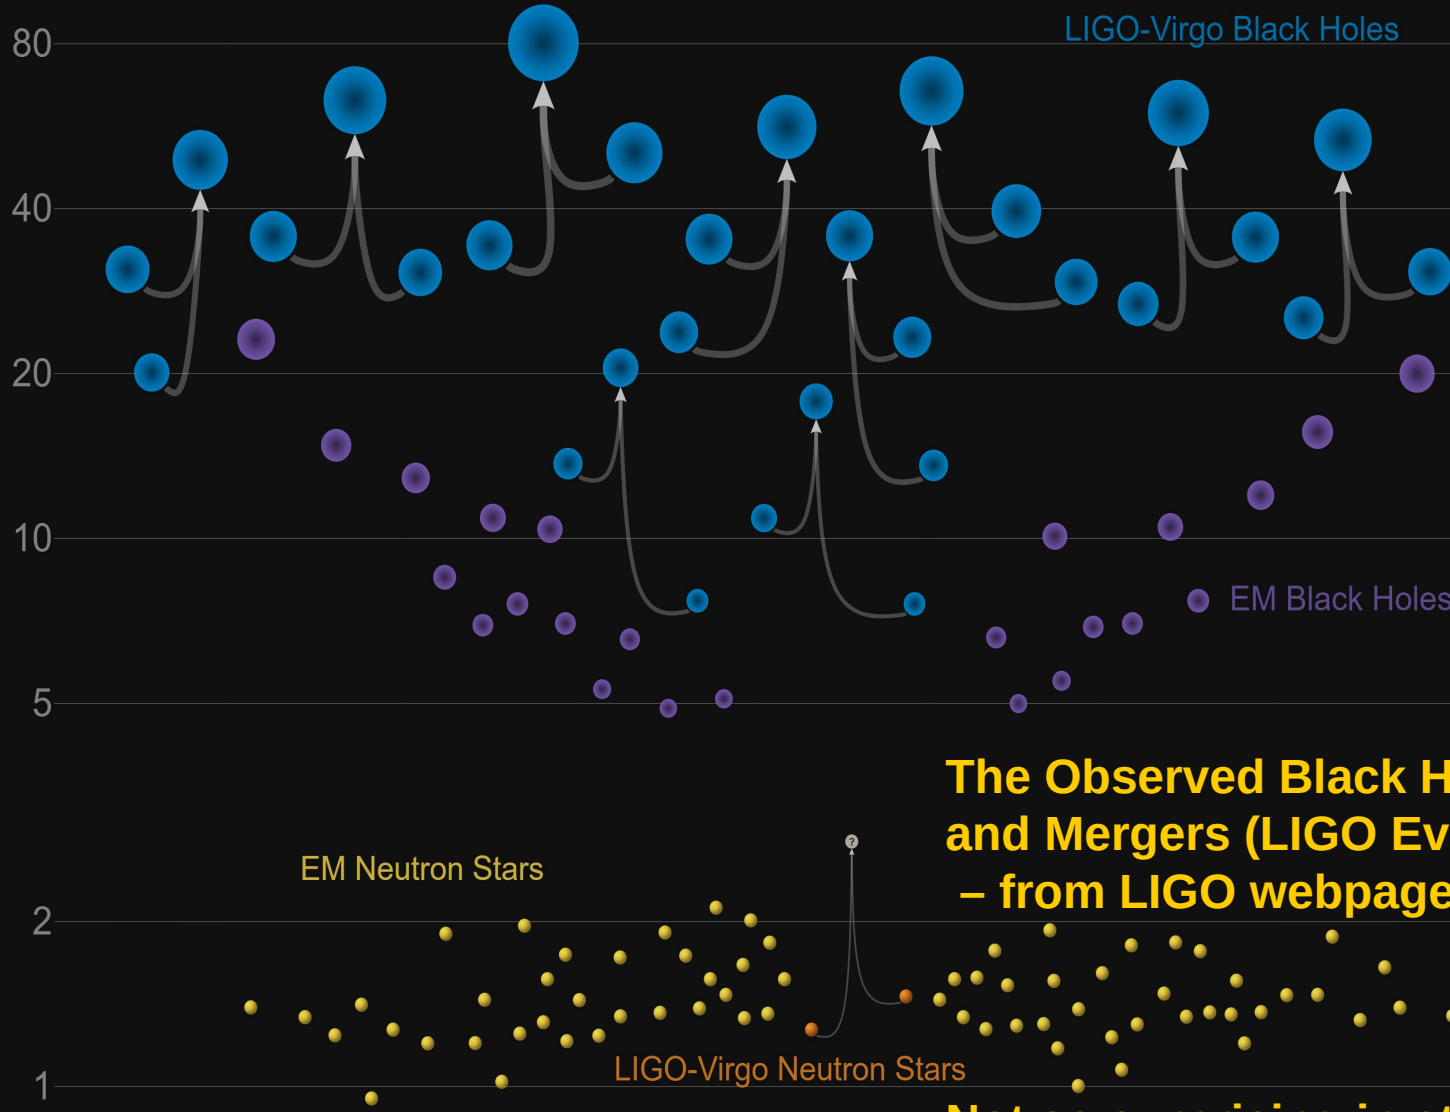 80
LIGO-Virgo Black Holes
40
20
10
EM Black Holes
5
The Observed Black H
and Mergers (LIGO Ev
?
EM Neutron Stars
– from LIGO webpage
2
LIGO-Virgo Neutron Stars
1